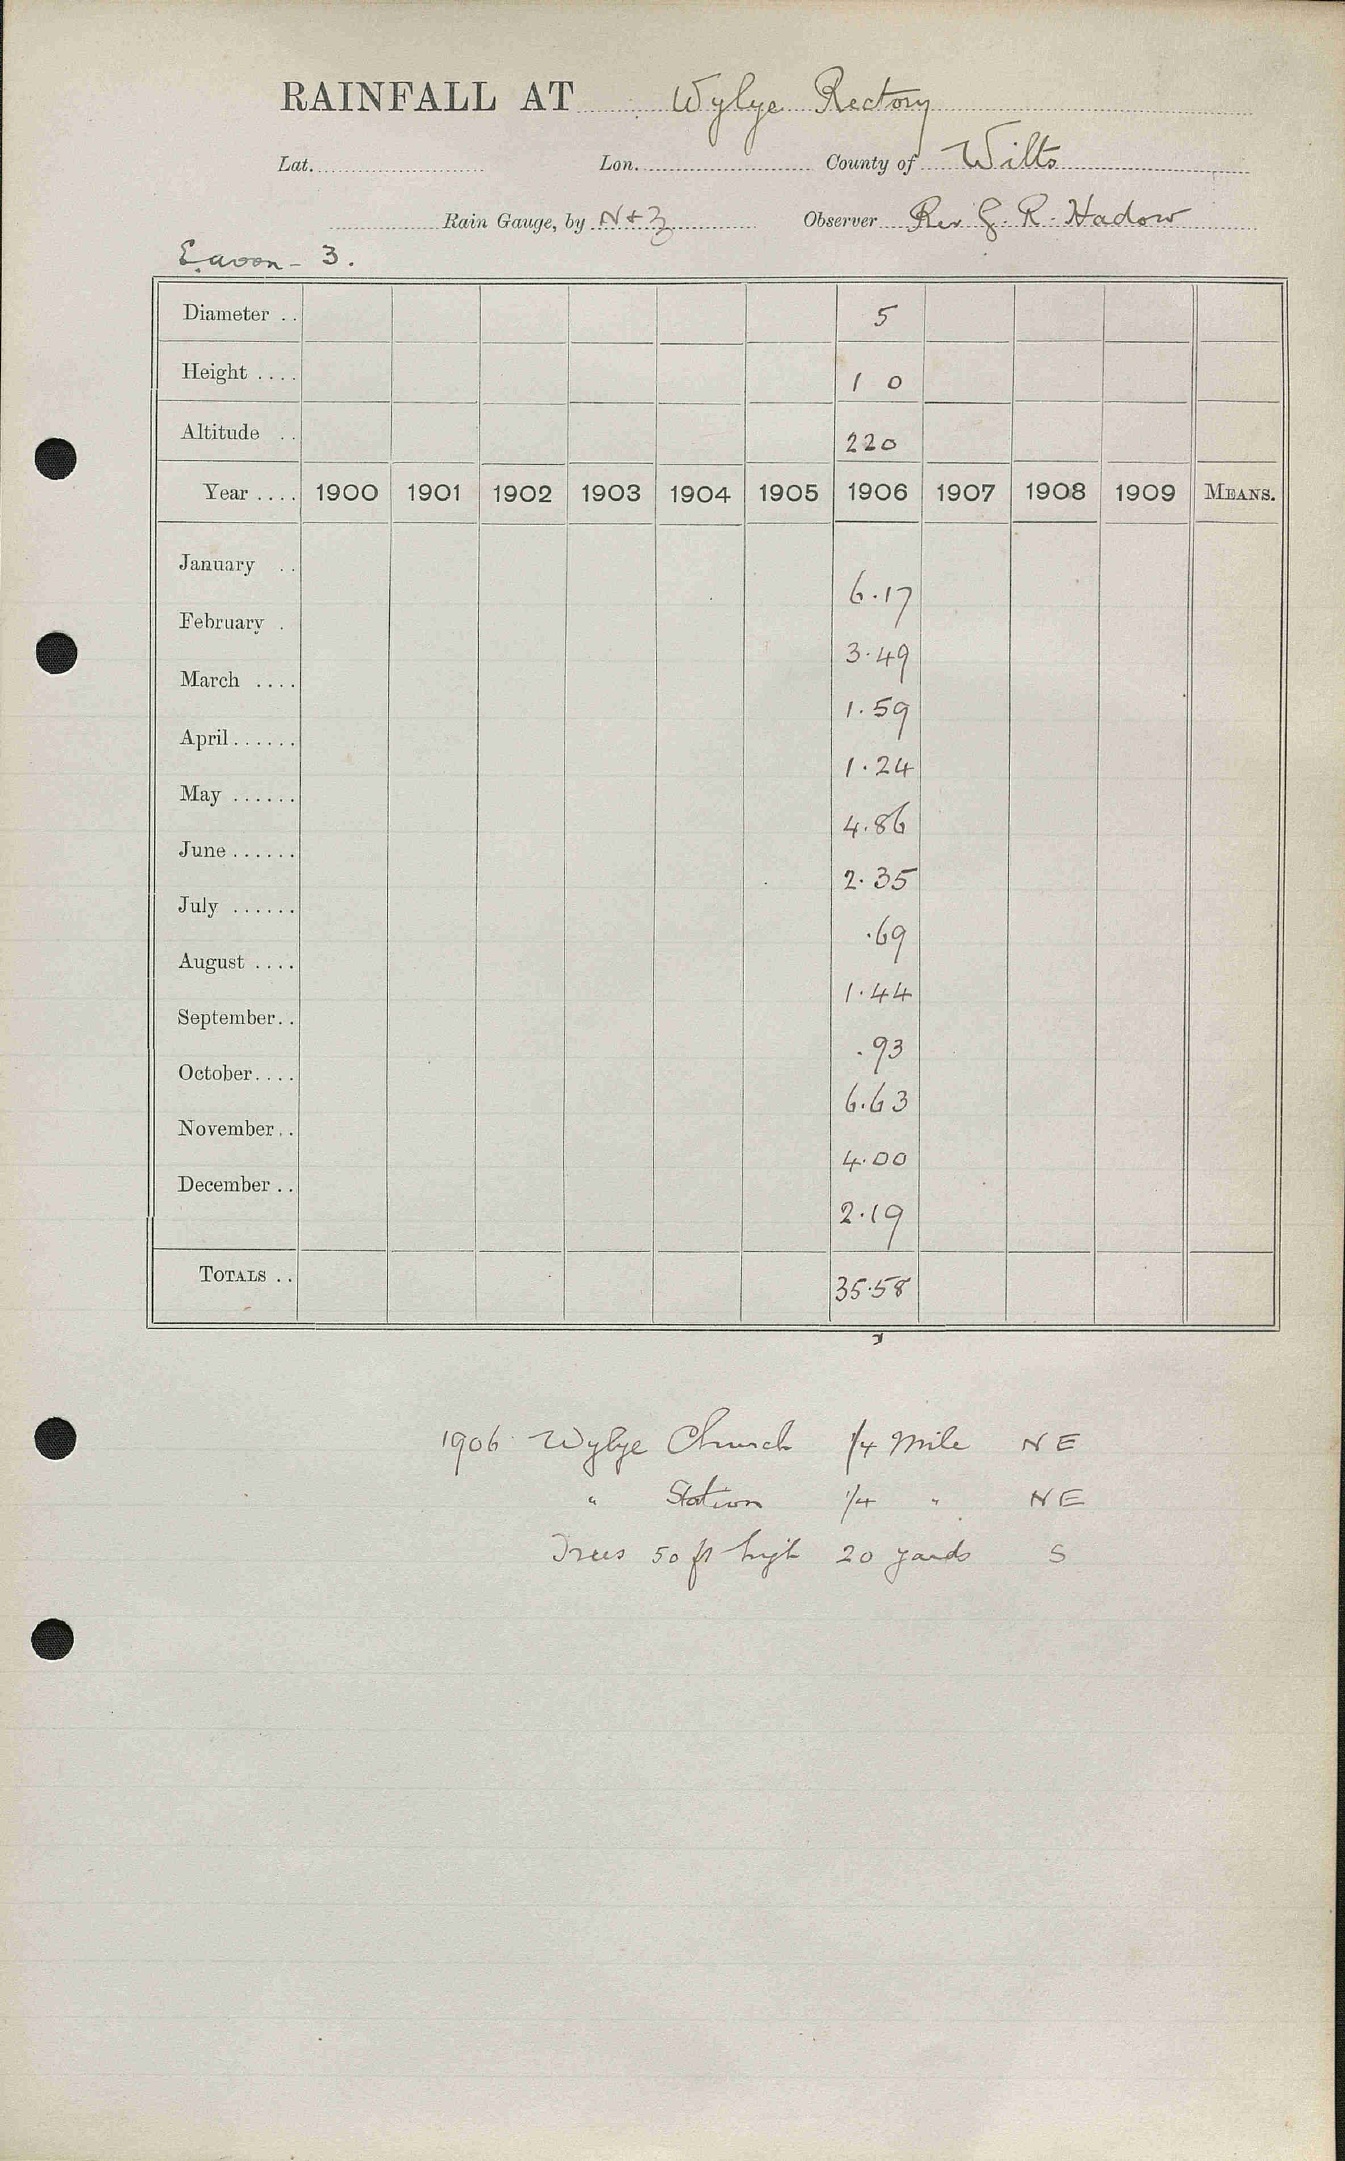 RAINFALL AT Wylye Rectory
Lat. Lon. County of Wilts
Rain Gauge, by N & Z Observer Rev G. R. Hadow
E. avon - 3.
Diameter .. 5
Height .... 1 0
Altitude .. 220
Year .... 1900 1901 1902 1903 1904 1905 1906 1907 1908 1909 MEANS.
January .. 6.17
February . 3.49
March .... 1.59
April...... 1.24
May ...... 4.86
June...... 2.35
July ...... .69
August .... 1.44
September.. .93
October.... 6.63
November.. 4.00
December .. 2.19
TOTALS .. 35.58
1906 Wylye Church 1/4 Mile NE
" Station 1/4 " NE
Trees 50 ft high 20 yards S